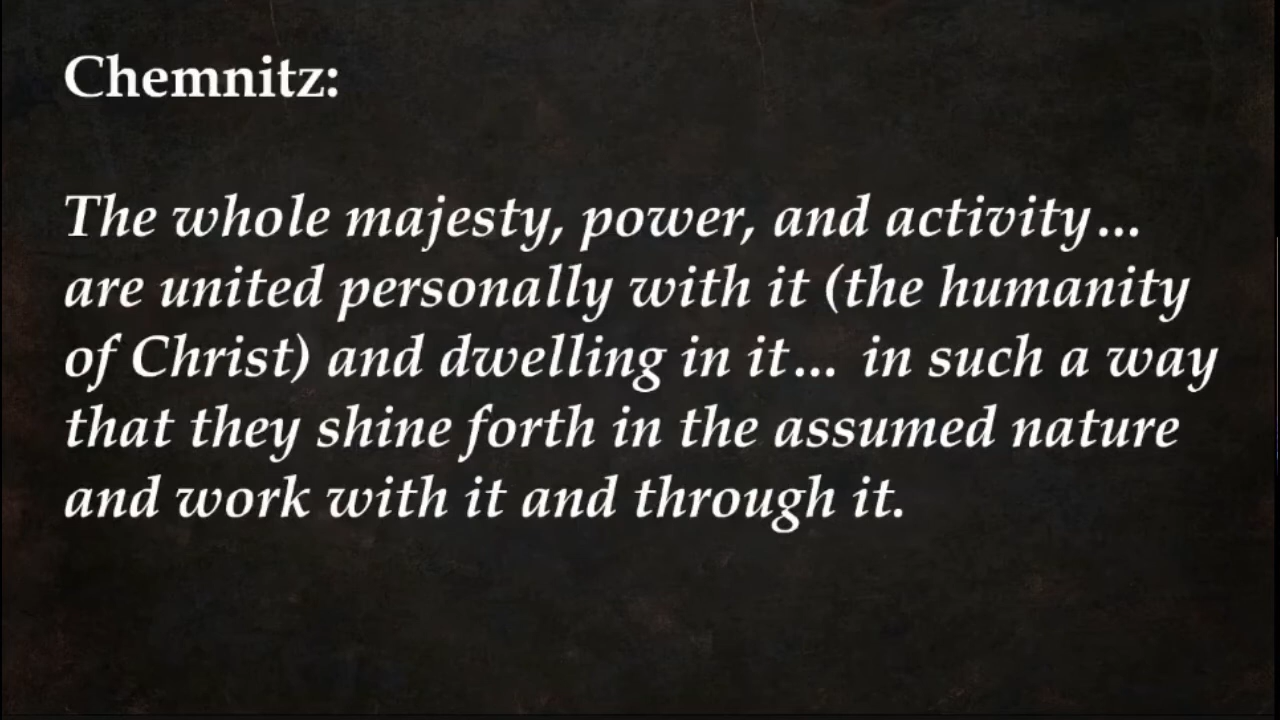 Chemnitz:
The whole majesty, power, and activity...
are united personally with it (the humanity
of Christ) and dwelling in it... in such a way
that they shine forth in the assumed nature
and work with it and through it.